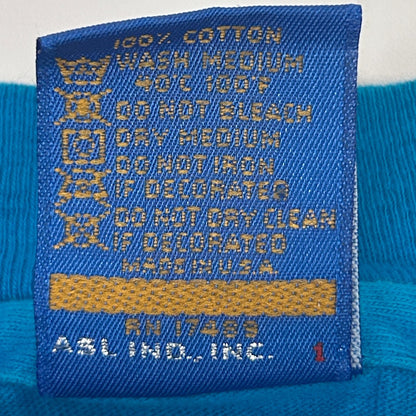 100% COTTON
WASH MEDIUM
40°C 100°F
DO NOT BLEACH
DRY MEDIUM
DO NOT IRON
IF DECORATED
DO NOT DRY CLEAN
IF DECORATED
MADE IN U.S.A.
RN 17499
ASL IND., INC. 1